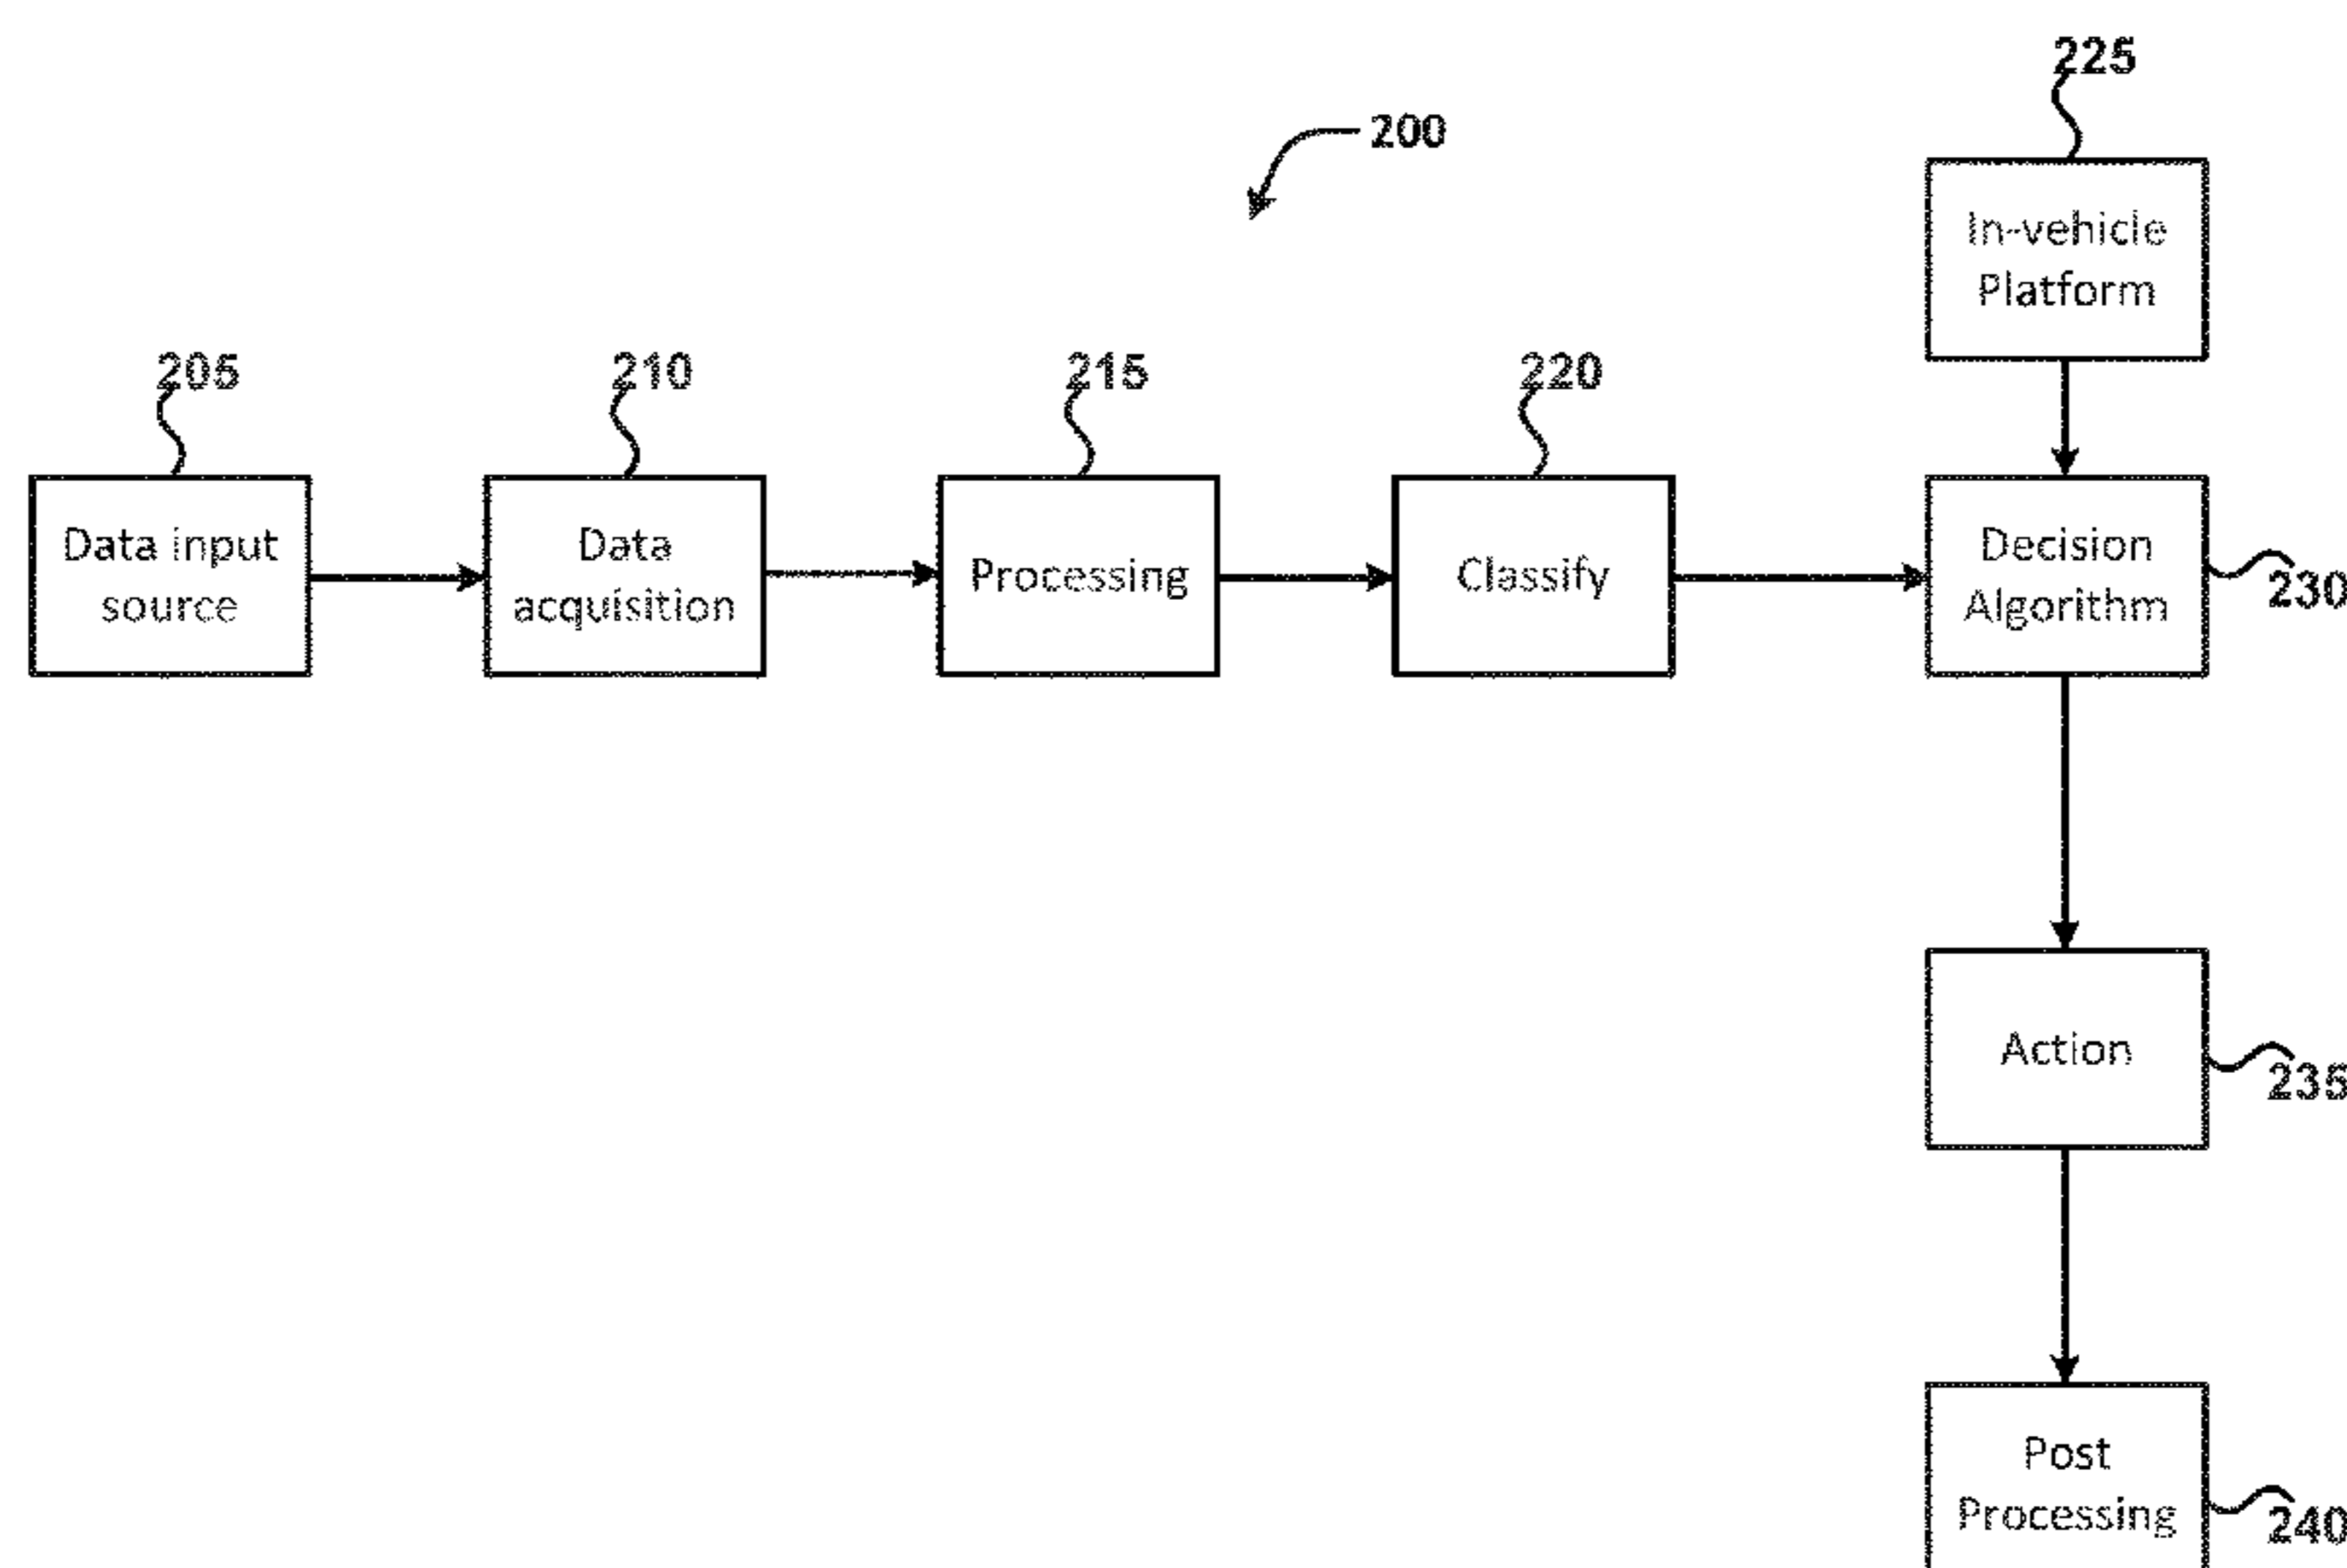 225
200
In-vehicle
Platform
205
210
215
220
Data input
source
Data
acquisition
Processing
Classify
Decision
Algorithm
230
Action
235
Post
Processing
240